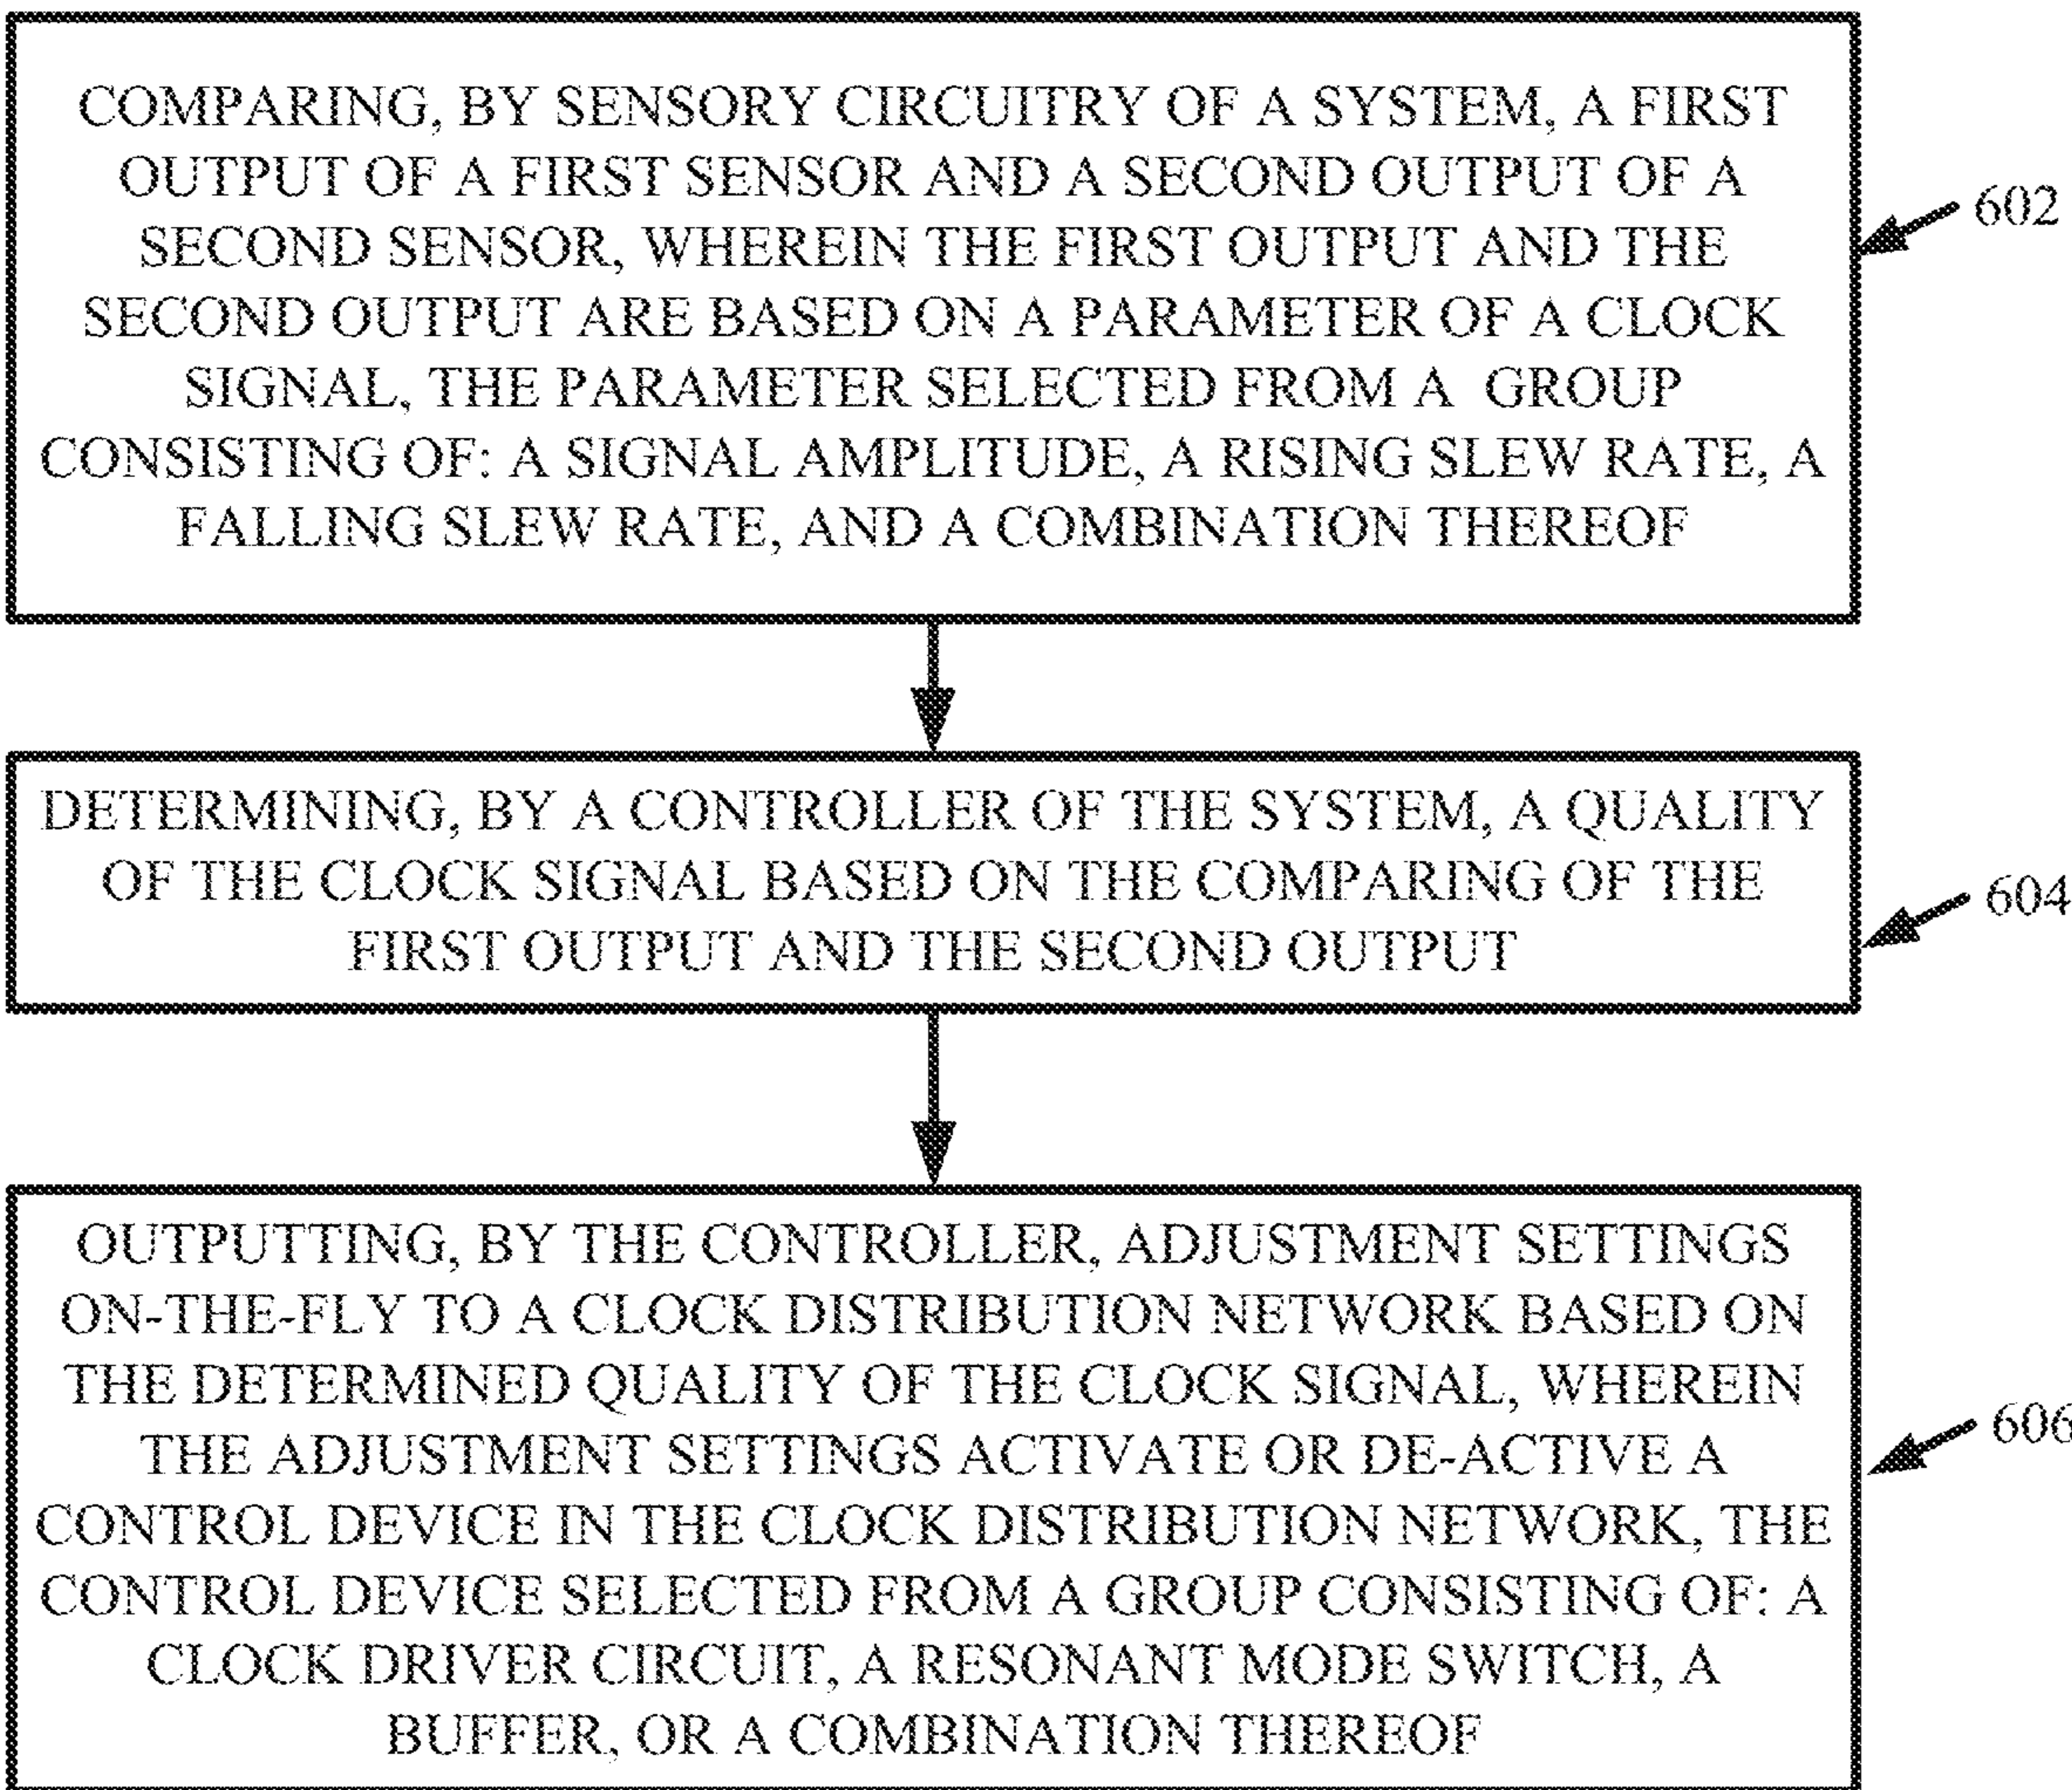 COMPARING, BY SENSORY CIRCUITRY OF A SYSTEM, A FIRST
OUTPUT OF A FIRST SENSOR AND A SECOND OUTPUT OF A
SECOND SENSOR, WHEREIN THE FIRST OUTPUT AND THE
SECOND OUTPUT ARE BASED ON A PARAMETER OF A CLOCK
SIGNAL, THE PARAMETER SELECTED FROM A GROUP
CONSISTING OF: A SIGNAL AMPLITUDE, A RISING SLEW RATE, A
FALLING SLEW RATE, AND A COMBINATION THEREOF
602
DETERMINING, BY A CONTROLLER OF THE SYSTEM, A QUALITY
OF THE CLOCK SIGNAL BASED ON THE COMPARING OF THE
FIRST OUTPUT AND THE SECOND OUTPUT
604
OUTPUTTING, BY THE CONTROLLER, ADJUSTMENT SETTINGS
ON-THE-FLY TO A CLOCK DISTRIBUTION NETWORK BASED ON
THE DETERMINED QUALITY OF THE CLOCK SIGNAL, WHEREIN
THE ADJUSTMENT SETTINGS ACTIVATE OR DE-ACTIVE A
CONTROL DEVICE IN THE CLOCK DISTRIBUTION NETWORK, THE
CONTROL DEVICE SELECTED FROM A GROUP CONSISTING OF: A
CLOCK DRIVER CIRCUIT, A RESONANT MODE SWITCH, A
BUFFER, OR A COMBINATION THEREOF
606